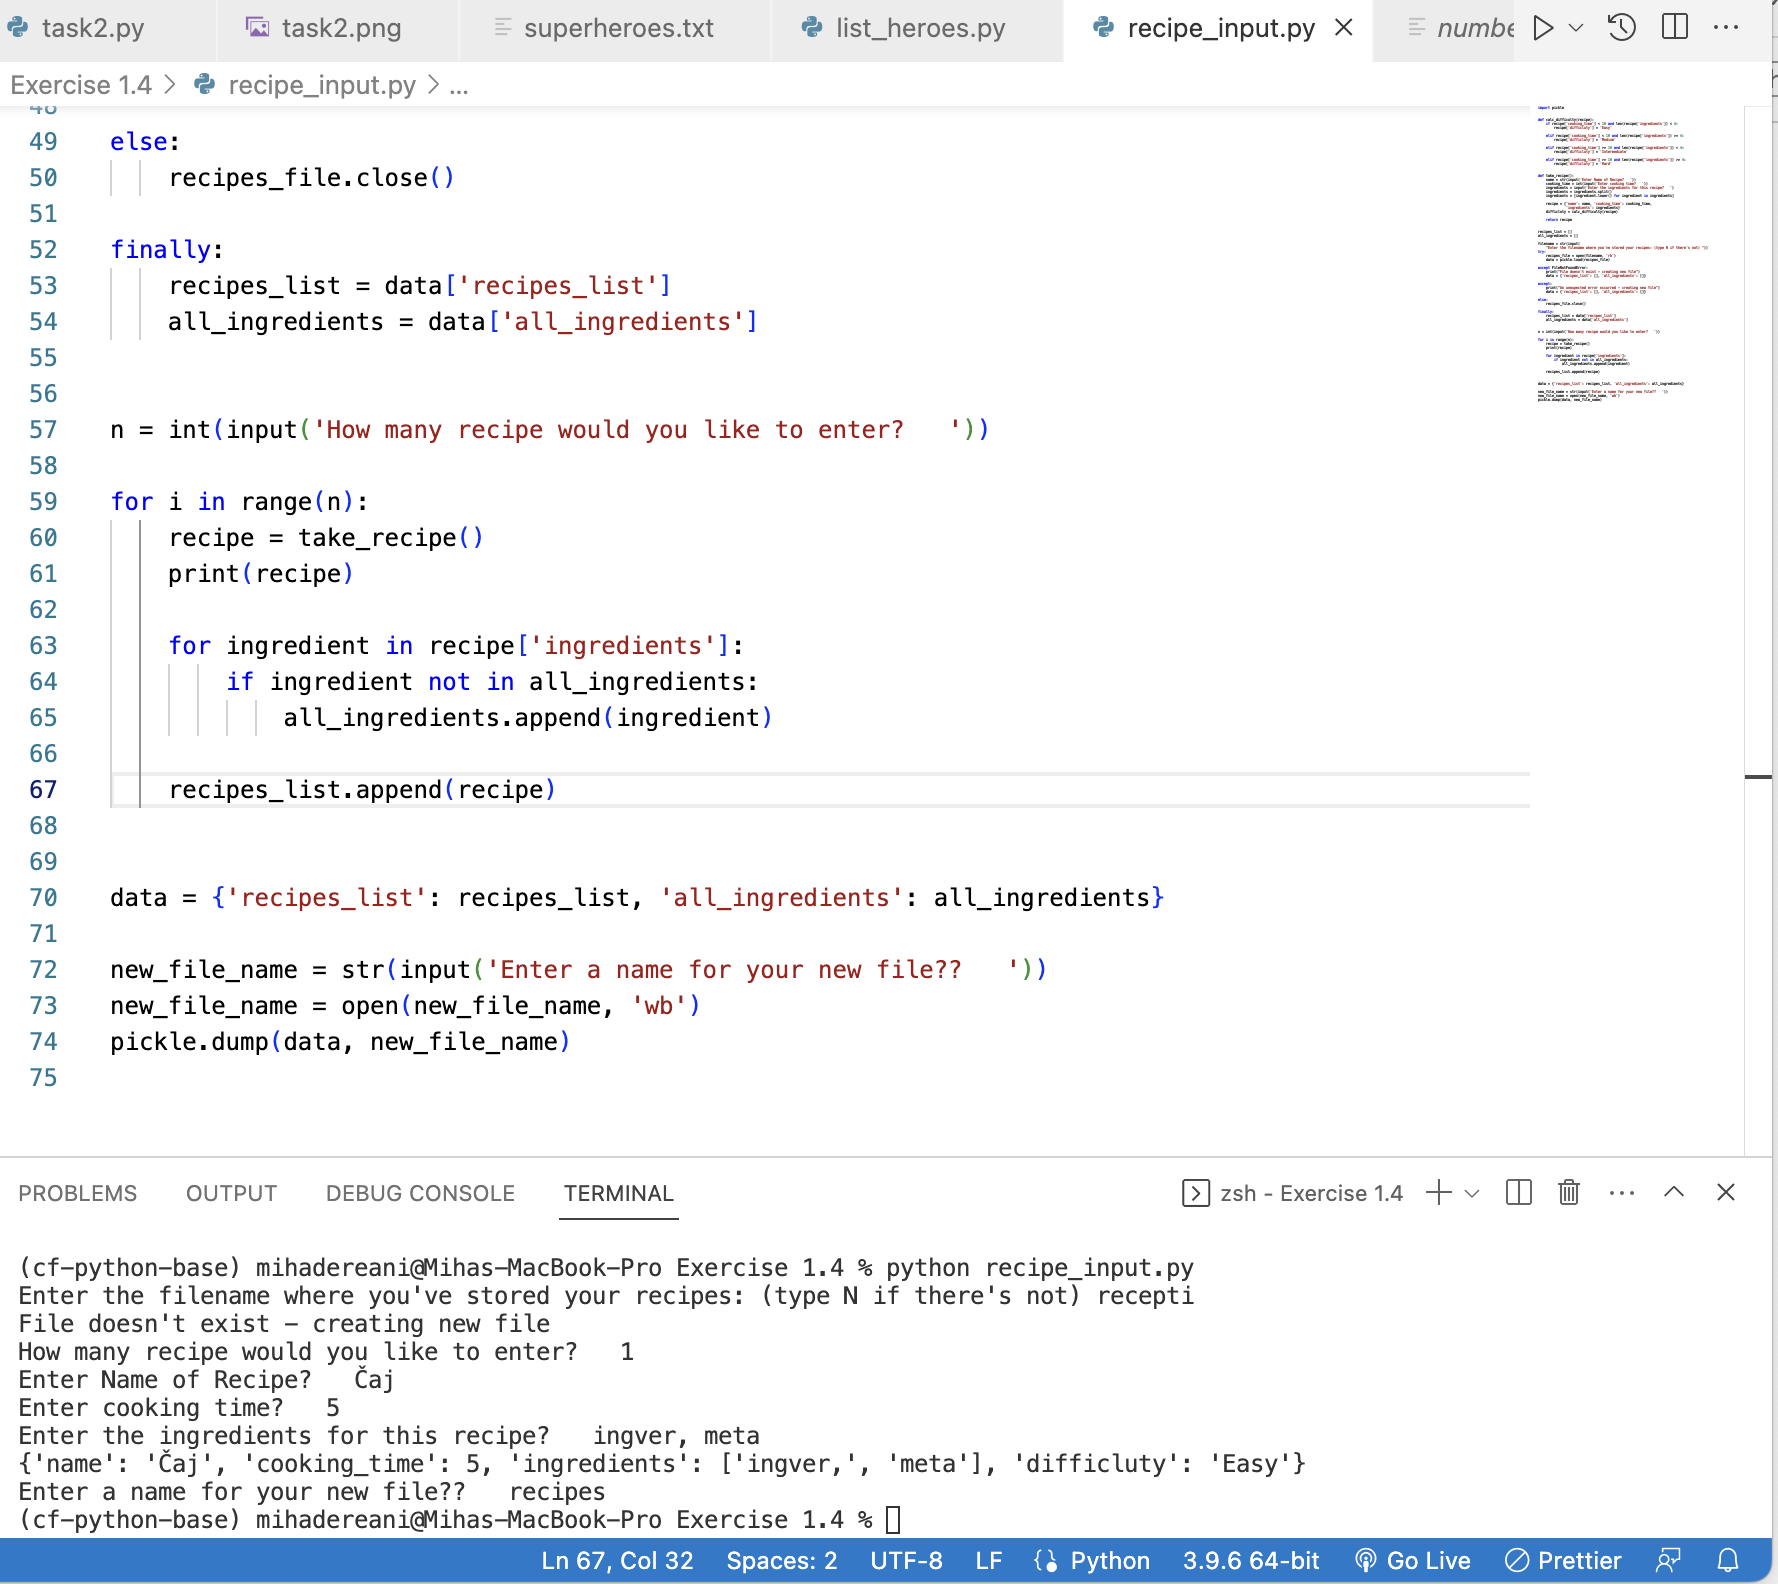 task2.py task2.png superheroes.txt list_heroes.py recipe_input.py numbe
Exercise 1.4 > recipe_input.py > ...
48
49 else:
50 recipes_file.close()
51
52 finally:
53 recipes_list = data['recipes_list']
54 all_ingredients = data['all_ingredients']
55
56
57 n = int(input('How many recipe would you like to enter?   '))
58
59 for i in range(n):
60 recipe = take_recipe()
61 print(recipe)
62
63 for ingredient in recipe['ingredients']:
64 if ingredient not in all_ingredients:
65 all_ingredients.append(ingredient)
66
67 recipes_list.append(recipe)
68
69
70 data = {'recipes_list': recipes_list, 'all_ingredients': all_ingredients}
71
72 new_file_name = str(input('Enter a name for your new file??   '))
73 new_file_name = open(new_file_name, 'wb')
74 pickle.dump(data, new_file_name)
75
PROBLEMS OUTPUT DEBUG CONSOLE TERMINAL zsh - Exercise 1.4
(cf-python-base) mihadereani@Mihas-MacBook-Pro Exercise 1.4 % python recipe_input.py
Enter the filename where you've stored your recipes: (type N if there's not) recepti
File doesn't exist - creating new file
How many recipe would you like to enter?   1
Enter Name of Recipe?   Čaj
Enter cooking time?   5
Enter the ingredients for this recipe?   ingver, meta
{'name': 'Čaj', 'cooking_time': 5, 'ingredients': ['ingver,', 'meta'], 'difficluty': 'Easy'}
Enter a name for your new file??   recipes
(cf-python-base) mihadereani@Mihas-MacBook-Pro Exercise 1.4 %
Ln 67, Col 32 Spaces: 2 UTF-8 LF Python 3.9.6 64-bit Go Live Prettier